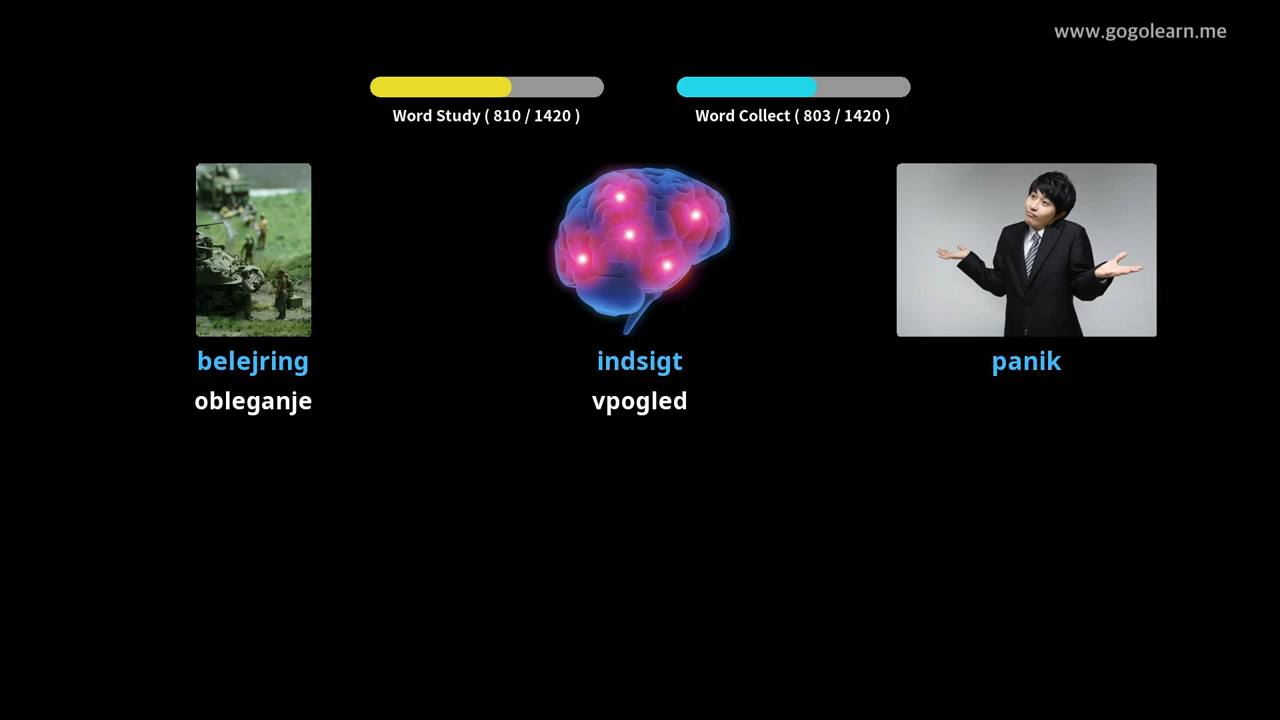 www.gogolearn.me
Word Study ( 810 / 1420 )
Word Collect ( 803 / 1420 )
belejring
indsigt
panik
obleganje
vpogled